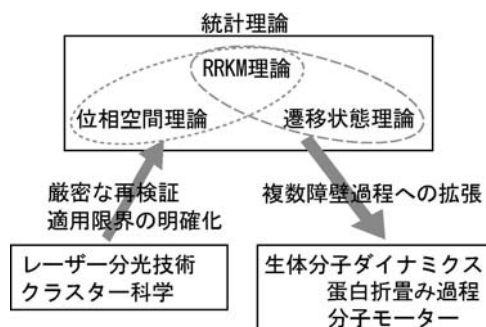 統計理論
RRKM理論
位相空間理論
遷移状態理論
厳密な再検証
適用限界の明確化
複数障壁過程への拡張
レーザー分光技術
クラスター科学
生体分子ダイナミクス
蛋白折畳み過程
分子モーター